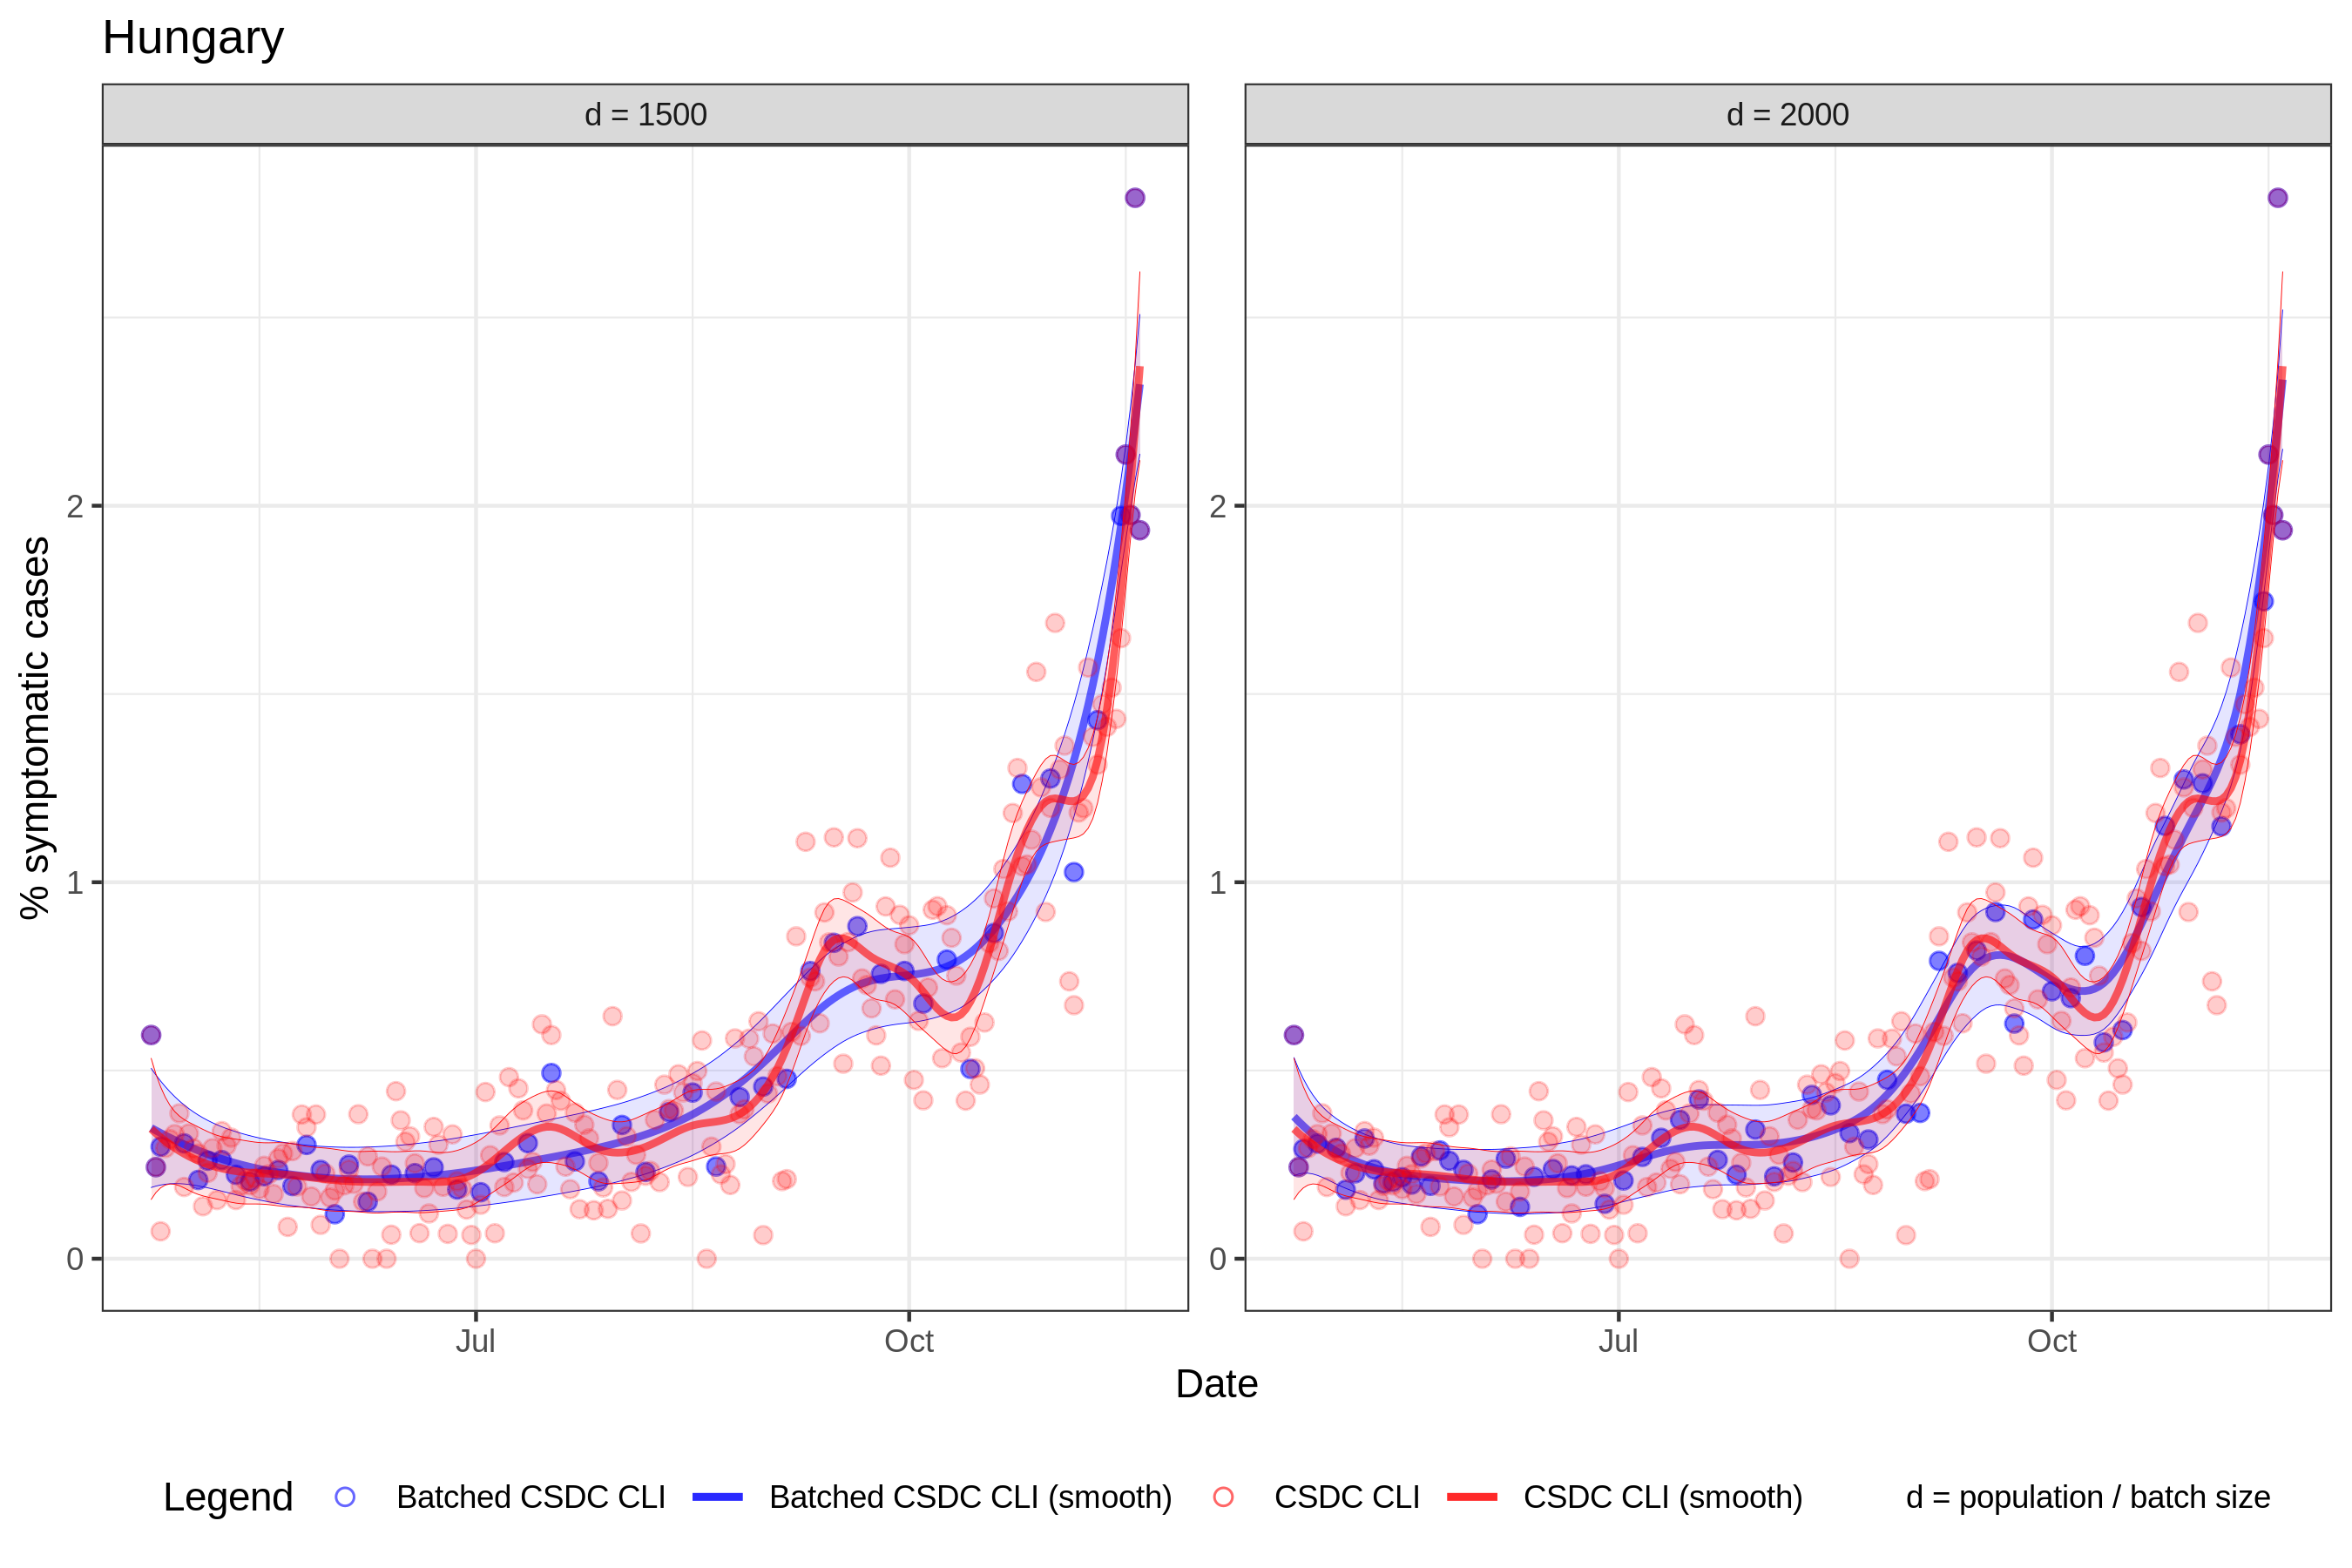 Hungary
d = 1500
d = 2000
% symptomatic cases
2
1
0
2
1
0
Jul
Oct
Jul
Oct
Date
Legend Batched CSDC CLI Batched CSDC CLI (smooth) CSDC CLI CSDC CLI (smooth) d = population / batch size